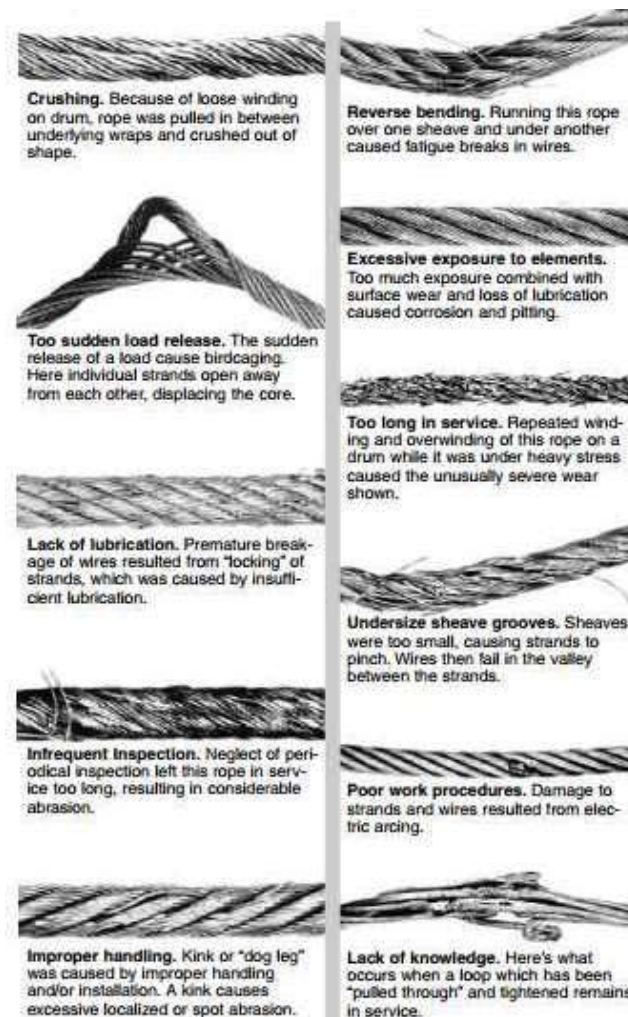 Crushing. Because of loose winding
on drum, rope was pulled in between
underlying wraps and crushed out of
shape.
Too sudden load release. The sudden
release of a load cause birdcaging.
Here individual strands open away
from each other, displacing the core.
Lack of lubrication. Premature break-
age of wires resulted from "locking" of
strands, which was caused by insuffi-
cient lubrication.
Infrequent Inspection. Neglect of peri-
odical inspection left this rope in serv-
ice too long, resulting in considerable
abrasion.
Improper handling. Kink or "dog leg"
was caused by improper handling
and/or installation. A kink causes
excessive localized or spot abrasion.
Reverse bending. Running this rope
over one sheave and under another
caused fatigue breaks in wires.
Excessive exposure to elements.
Too much exposure combined with
surface wear and loss of lubrication
caused corrosion and pitting.
Too long in service. Repeated wind-
ing and overwinding of this rope on a
drum while it was under heavy stress
caused the unusually severe wear
shown.
Undersize sheave grooves. Sheaves
were too small, causing strands to
pinch. Wires then fail in the valley
between the strands.
Poor work procedures. Damage to
strands and wires resulted from elec-
tric arcing.
Lack of knowledge. Here's what
occurs when a loop which has been
"pulled through" and tightened remains
in service.